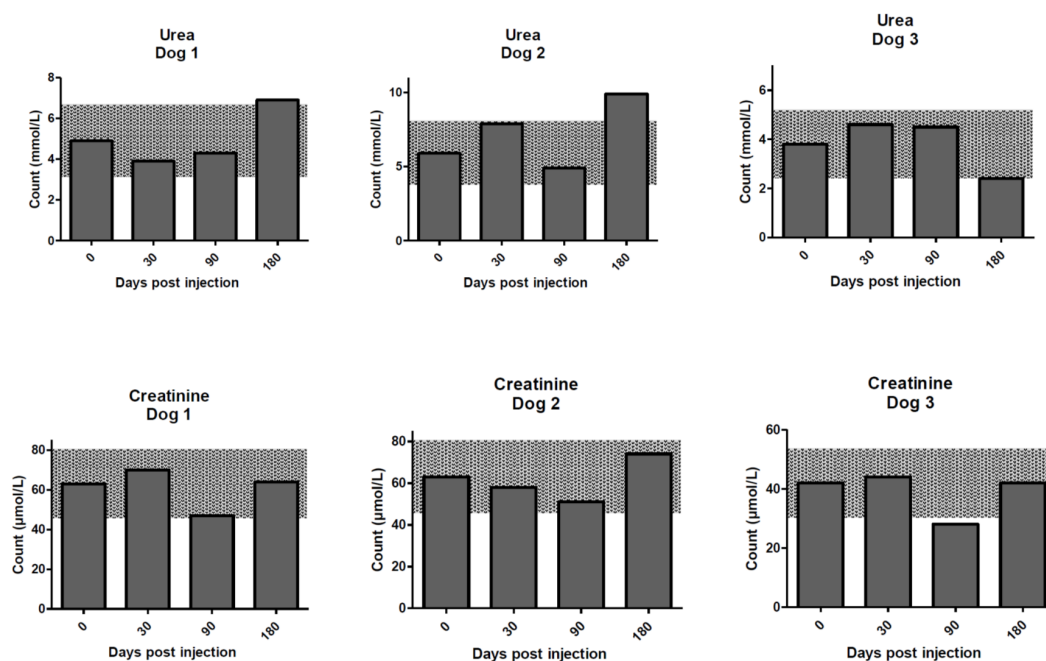 Urea
Dog 1
8
6
4
2
0
Count (mmol/L)
0
30
90
180
Days post injection
Urea
Dog 2
10
5
0
Count (mmol/L)
0
30
90
180
Days post injection
Urea
Dog 3
6
4
2
0
Count (mmol/L)
0
30
90
180
Days post injection
Creatinine
Dog 1
80
60
40
20
0
Count (µmol/L)
0
30
90
180
Days post injection
Creatinine
Dog 2
80
60
40
20
0
Count (µmol/L)
0
30
90
180
Days post injection
Creatinine
Dog 3
60
40
20
0
Count (µmol/L)
0
30
90
180
Days post injection